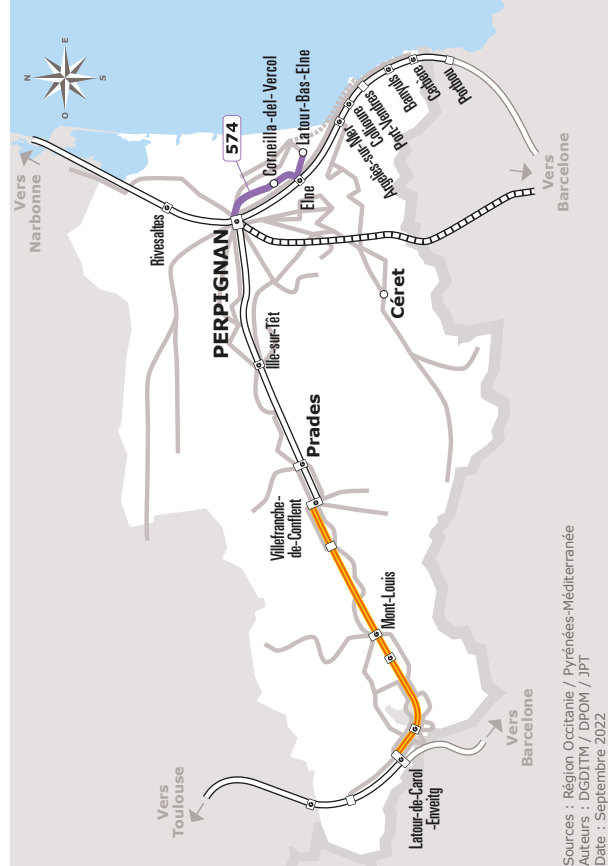 N
E
S
O
Vers
Narbonne
Rivesaltes
574
Corneilla-del-Vercol
Latour-Bas-Elne
Elne
PERPIGNAN
Argelès-sur-Mer
Collioure
Port-Vendres
Banyuls
Cerbère
Portbou
Vers
Barcelone
Céret
Ille-sur-Têt
Prades
Villefranche-
de-Conflent
Mont-Louis
Latour-de-Carol
-Enveitg
Vers
Toulouse
Vers
Barcelone
Sources : Région Occitanie / Pyrénées-Méditerranée
Auteurs : DGDITM / DPOM / JPT
Date : Septembre 2022